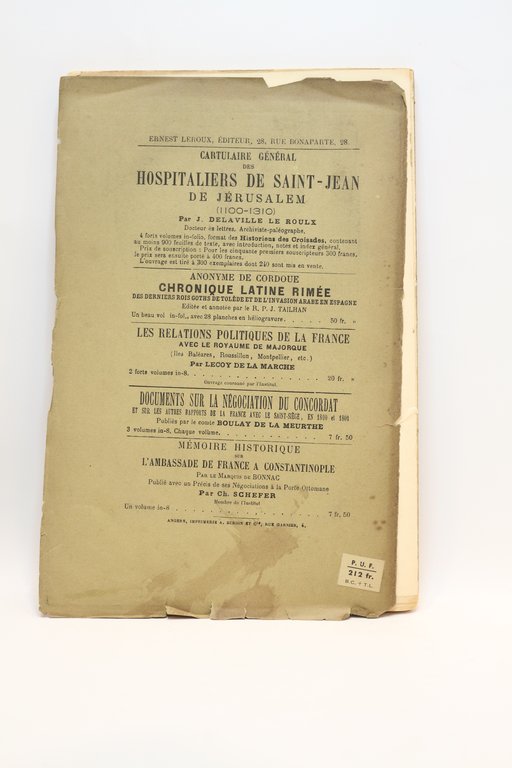 ERNEST LEROUX, ÉDITEUR, 28, RUE BONAPARTE, 28.
CARTULAIRE GÉNÉRAL
DES
HOSPITALIERS DE SAINT-JEAN
DE JÉRUSALEM
(1100-1310)
Par J. DELAVILLE LE ROULX
Docteur ès lettres, Archiviste-paléographe.
4 forts volumes in-folio, format des Historiens des Croisades, contenant
au moins 900 feuilles de texte, avec introduction, notes et index général.
Prix de souscription : Pour les cinquante premiers souscripteurs 300 francs,
le prix sera ensuite porté à 400 francs.
L'ouvrage est tiré à 300 exemplaires dont 240 sont mis en vente.
ANONYME DE CORDOUE
CHRONIQUE LATINE RIMÉE
DES DERNIERS ROIS GOTHS DE TOLÈDE ET DE L'INVASION ARABE EN ESPAGNE
Éditée et annotée par le R. P. J. TAILHAN
Un beau vol in-fol., avec 28 planches en héliogravure. . . . . . 50 fr. »
LES RELATIONS POLITIQUES DE LA FRANCE
AVEC LE ROYAUME DE MAJORQUE
(Iles Baléares, Roussillon, Montpellier, etc.)
Par LECOY DE LA MARCHE
2 forts volumes in-8. . . . . . . . . . . . . . . 20 fr. »
Ouvrage couronné par l'Institut.
DOCUMENTS SUR LA NÉGOCIATION DU CONCORDAT
ET SUR LES AUTRES RAPPORTS DE LA FRANCE AVEC LE SAINT-SIÈGE, EN 1800 et 1801
Publiés par le comte BOULAY DE LA MEURTHE
3 volumes in-8, Chaque vollume. . . . . . . . . . . . 7 fr. 50
MÉMOIRE HISTORIQUE
SUR
L'AMBASSADE DE FRANCE A CONSTANTINOPLE
PAR LE MARQUIS DE BONNAC
Publié avec un Précis de ses Négociations à la Porte Ottomane
Par Ch. SCHEFER
Membre de l'Institut
Un volume in-8 . . . . . . . . . . . . . . . . 7 fr, 50
ANGERS, IMPRIMERIE A. BURDIN ET Cie, RUE GARNIER, 4,
P. U. F.
212 fr.
B.C. + T.L.